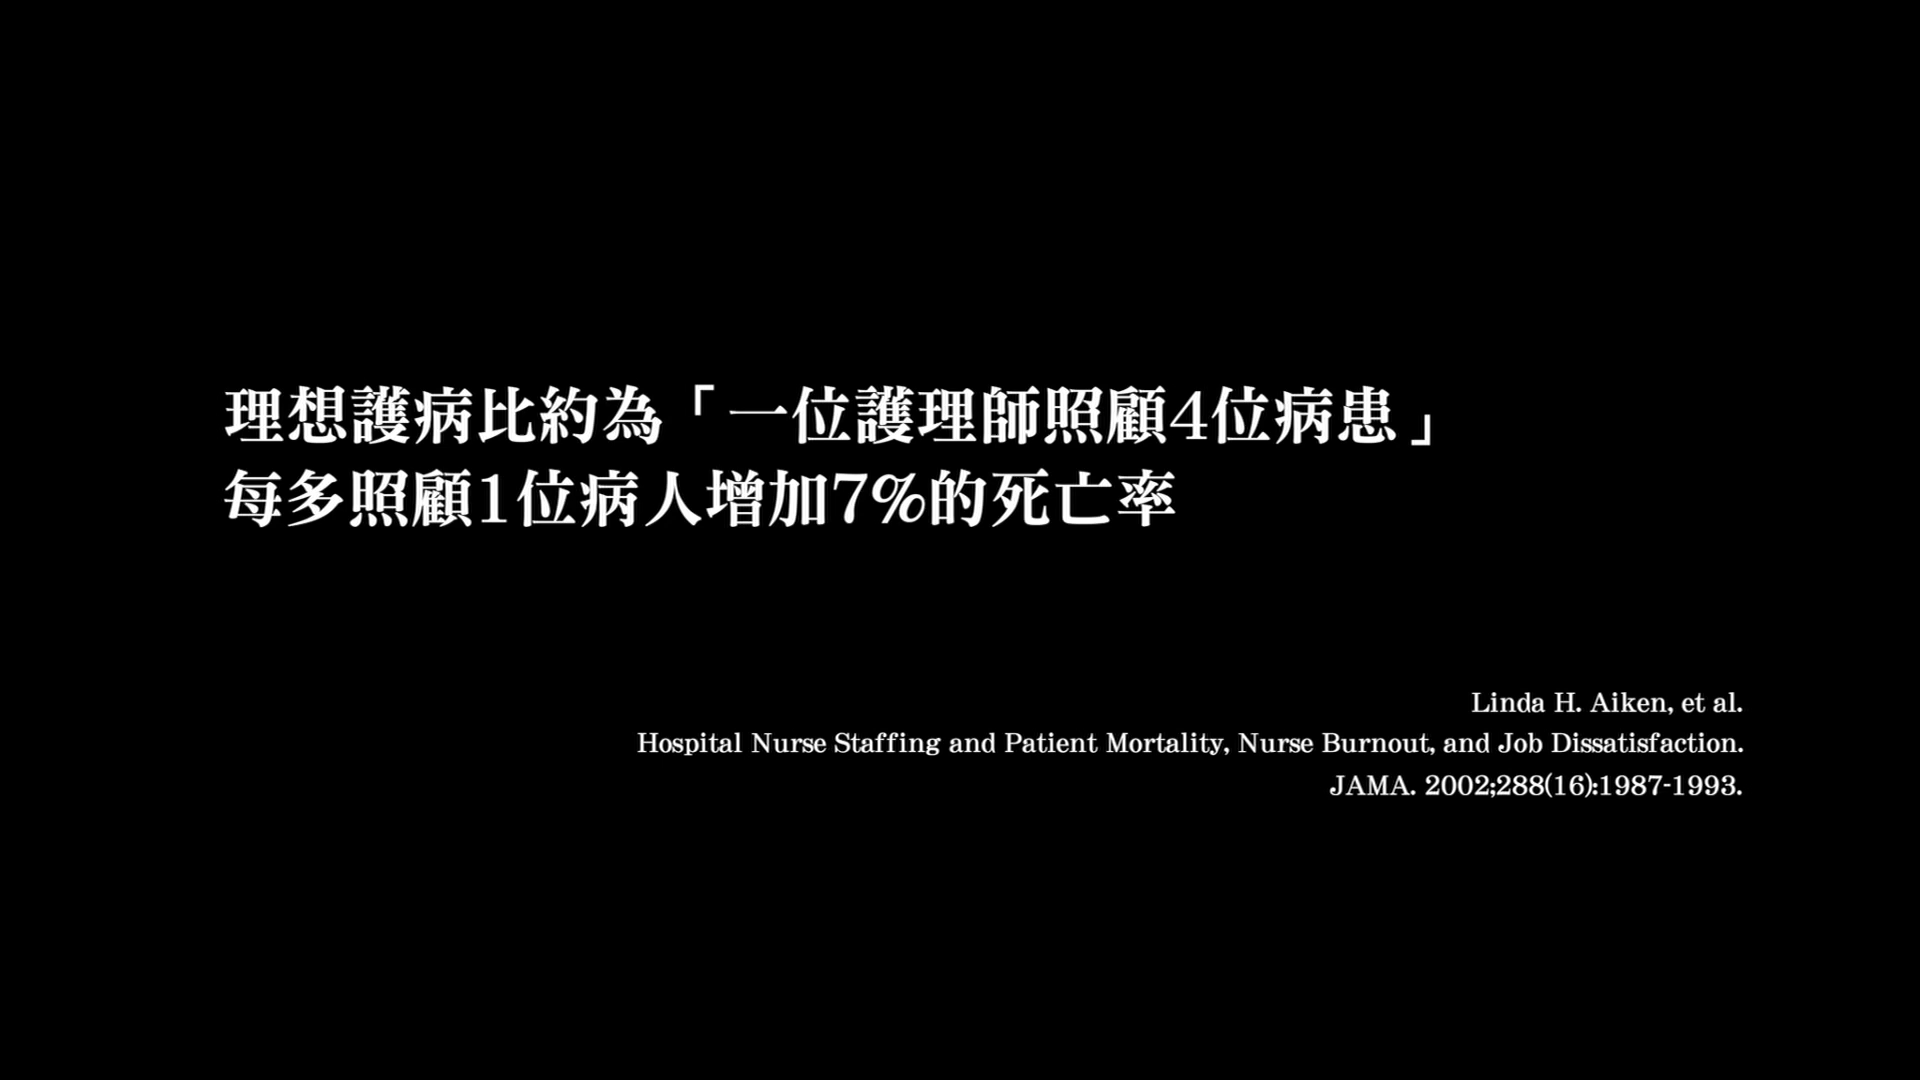 理想護病比約為「一位護理師照顧4位病患」
每多照顧1位病人增加7%的死亡率
Linda H. Aiken, et al.
Hospital Nurse Staffing and Patient Mortality, Nurse Burnout, and Job Dissatisfaction.
JAMA. 2002;288(16):1987-1993.